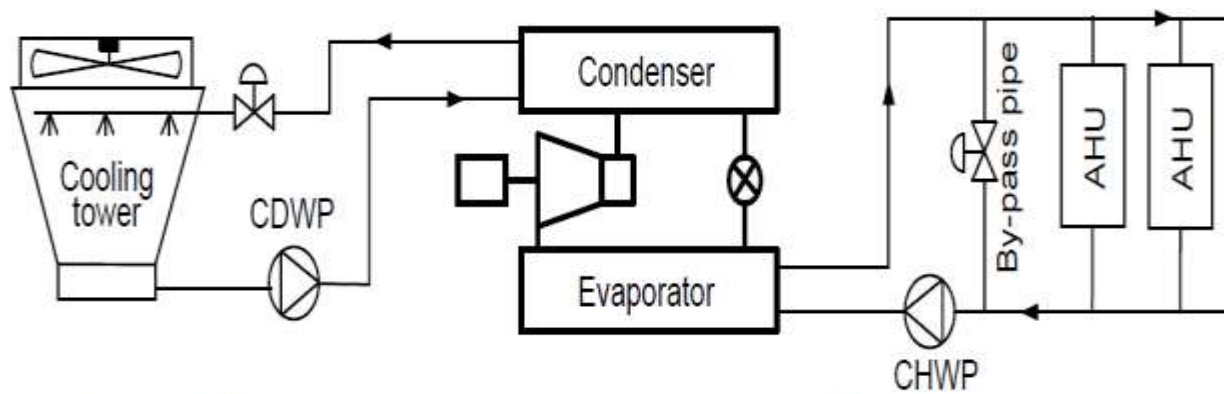 Condenser
Cooling
tower
CDWP
Evaporator
CHWP
By-pass pipe
AHU
AHU